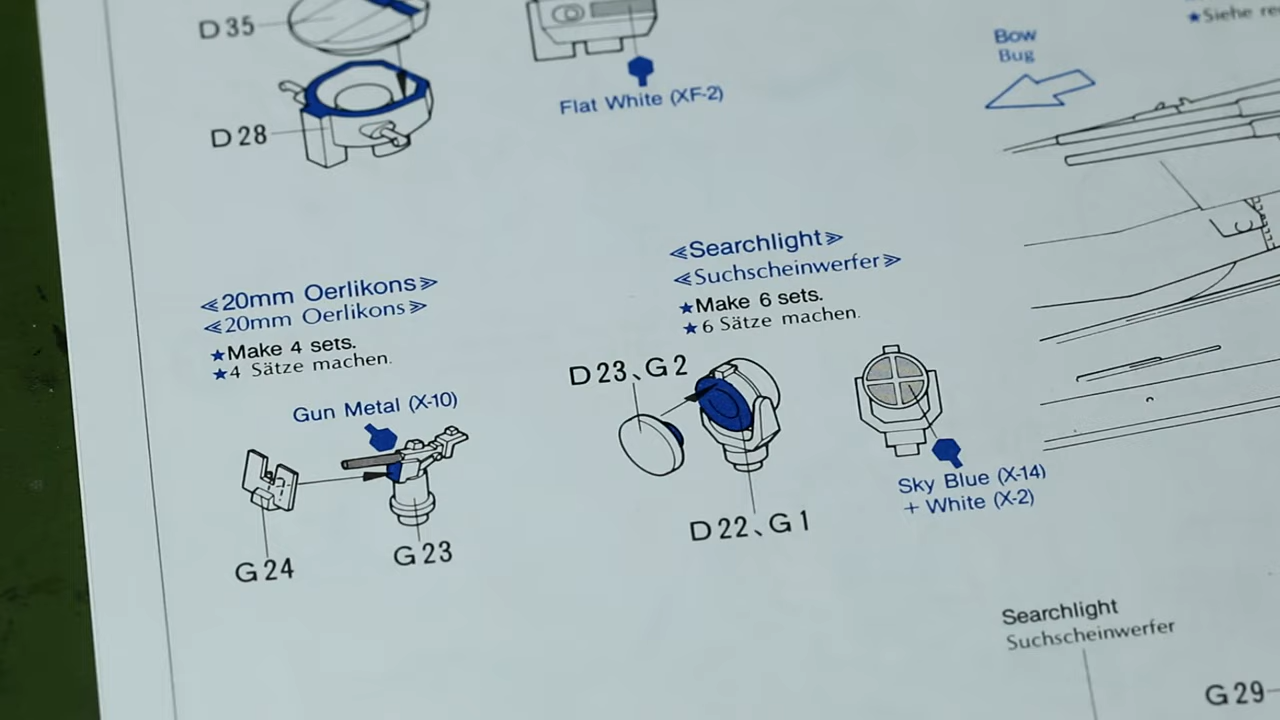 D35
D28
Flat White (XF-2)
Bow
Bug
★Siehe
≪20mm Oerlikons≫
≪20mm Oerlikons≫
★Make 4 sets.
★4 Sätze machen.
Gun Metal (X-10)
G24
G23
≪Searchlight≫
≪Suchscheinwerfer≫
★Make 6 sets.
★6 Sätze machen.
D23、G2
D22、G1
Sky Blue (X-14)
+ White (X-2)
Searchlight
Suchscheinwerfer
G29